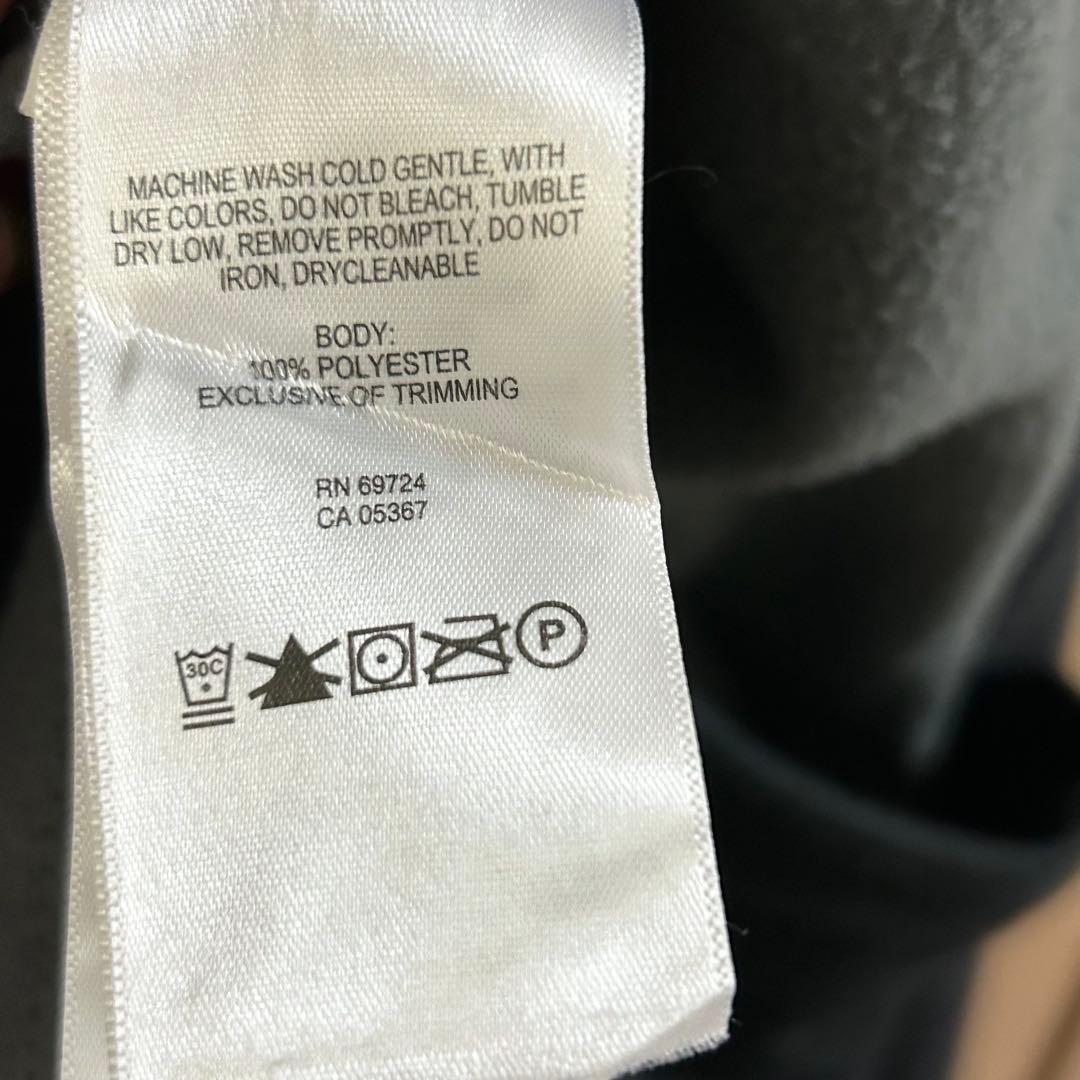 MACHINE WASH COLD GENTLE, WITH
LIKE COLORS, DO NOT BLEACH, TUMBLE
DRY LOW, REMOVE PROMPTLY, DO NOT
IRON, DRYCLEANABLE
BODY:
100% POLYESTER
EXCLUSIVE OF TRIMMING
RN 69724
CA 05367
30C
P